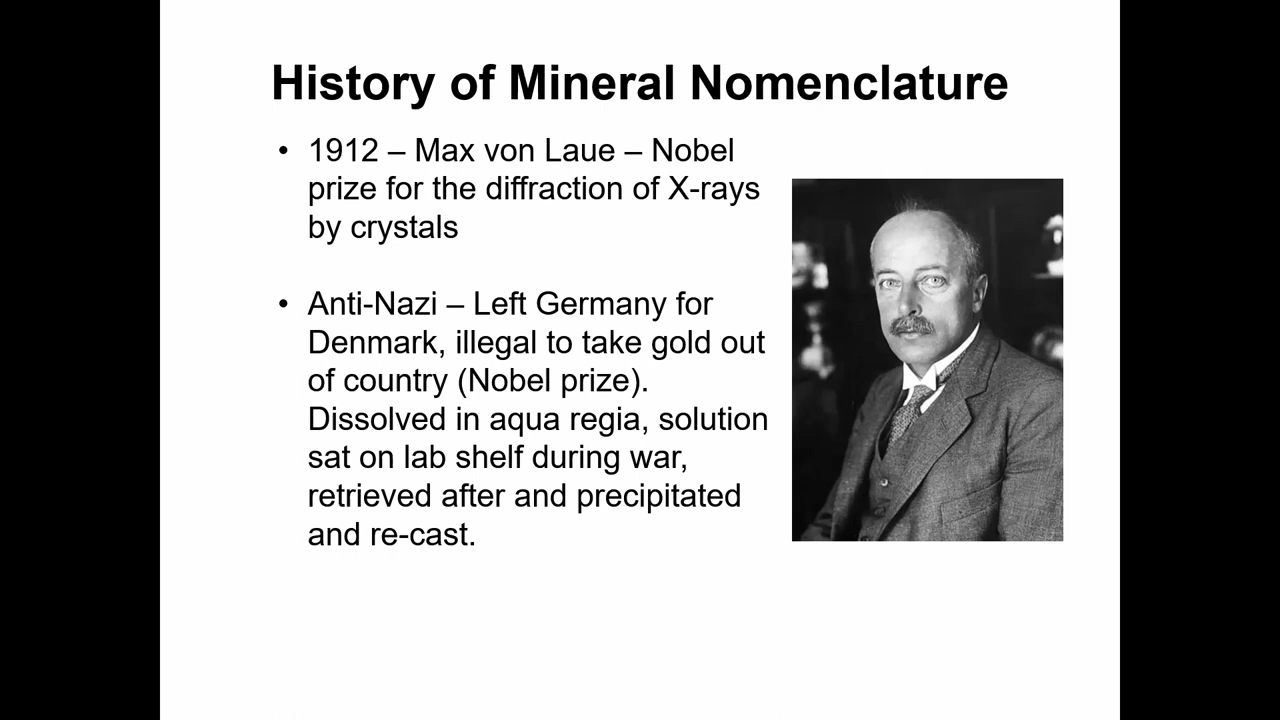 History of Mineral Nomenclature
• 1912 – Max von Laue – Nobel
prize for the diffraction of X-rays
by crystals
• Anti-Nazi – Left Germany for
Denmark, illegal to take gold out
of country (Nobel prize).
Dissolved in aqua regia, solution
sat on lab shelf during war,
retrieved after and precipitated
and re-cast.